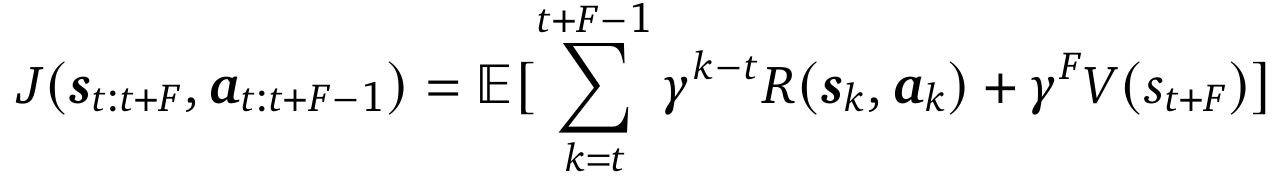 J(𝒔_{t:t+F}, 𝒂_{t:t+F−1}) = 𝔼[∑_{k=t}^{t+F−1} γ^{k−t} R(𝒔_k, 𝒂_k) + γ^F V(s_{t+F})]